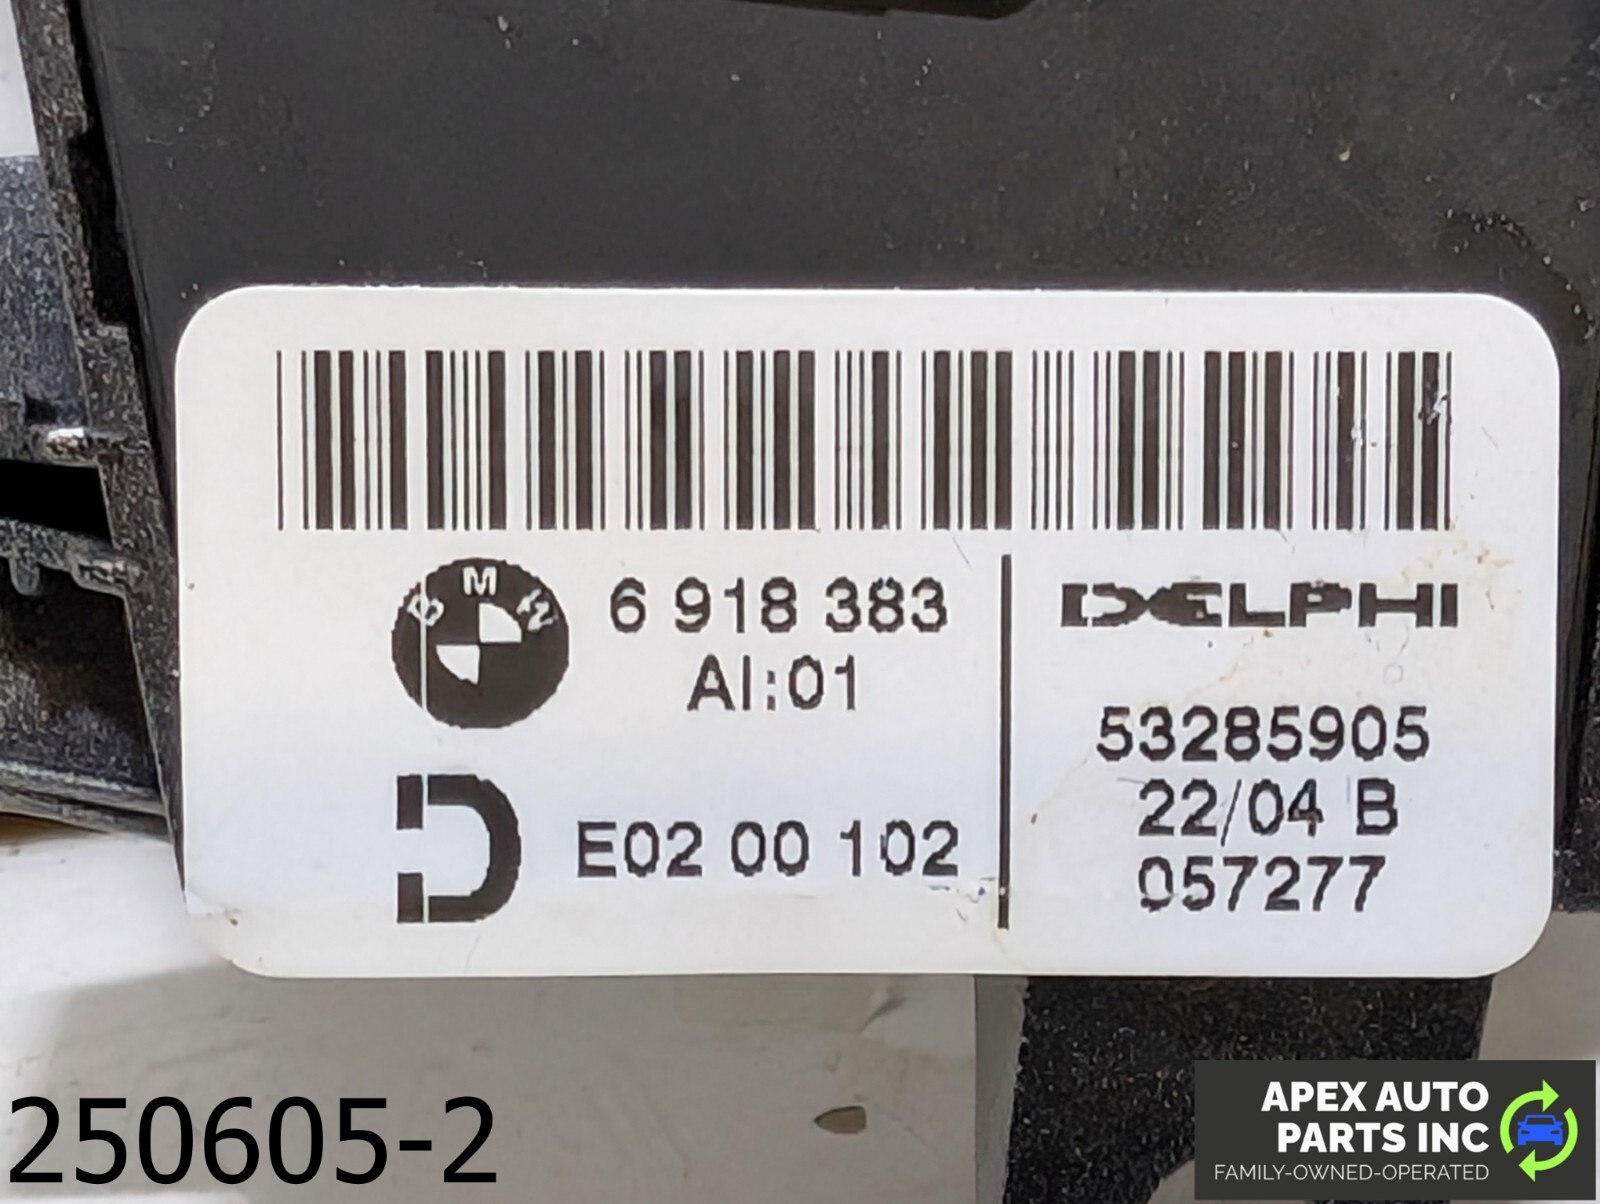 BMW
6 918 383
AI:01
E02 00 102
DELPHI
53285905
22/04 B
057277
250605-2
APEX AUTO
PARTS INC
FAMILY-OWNED-OPERATED